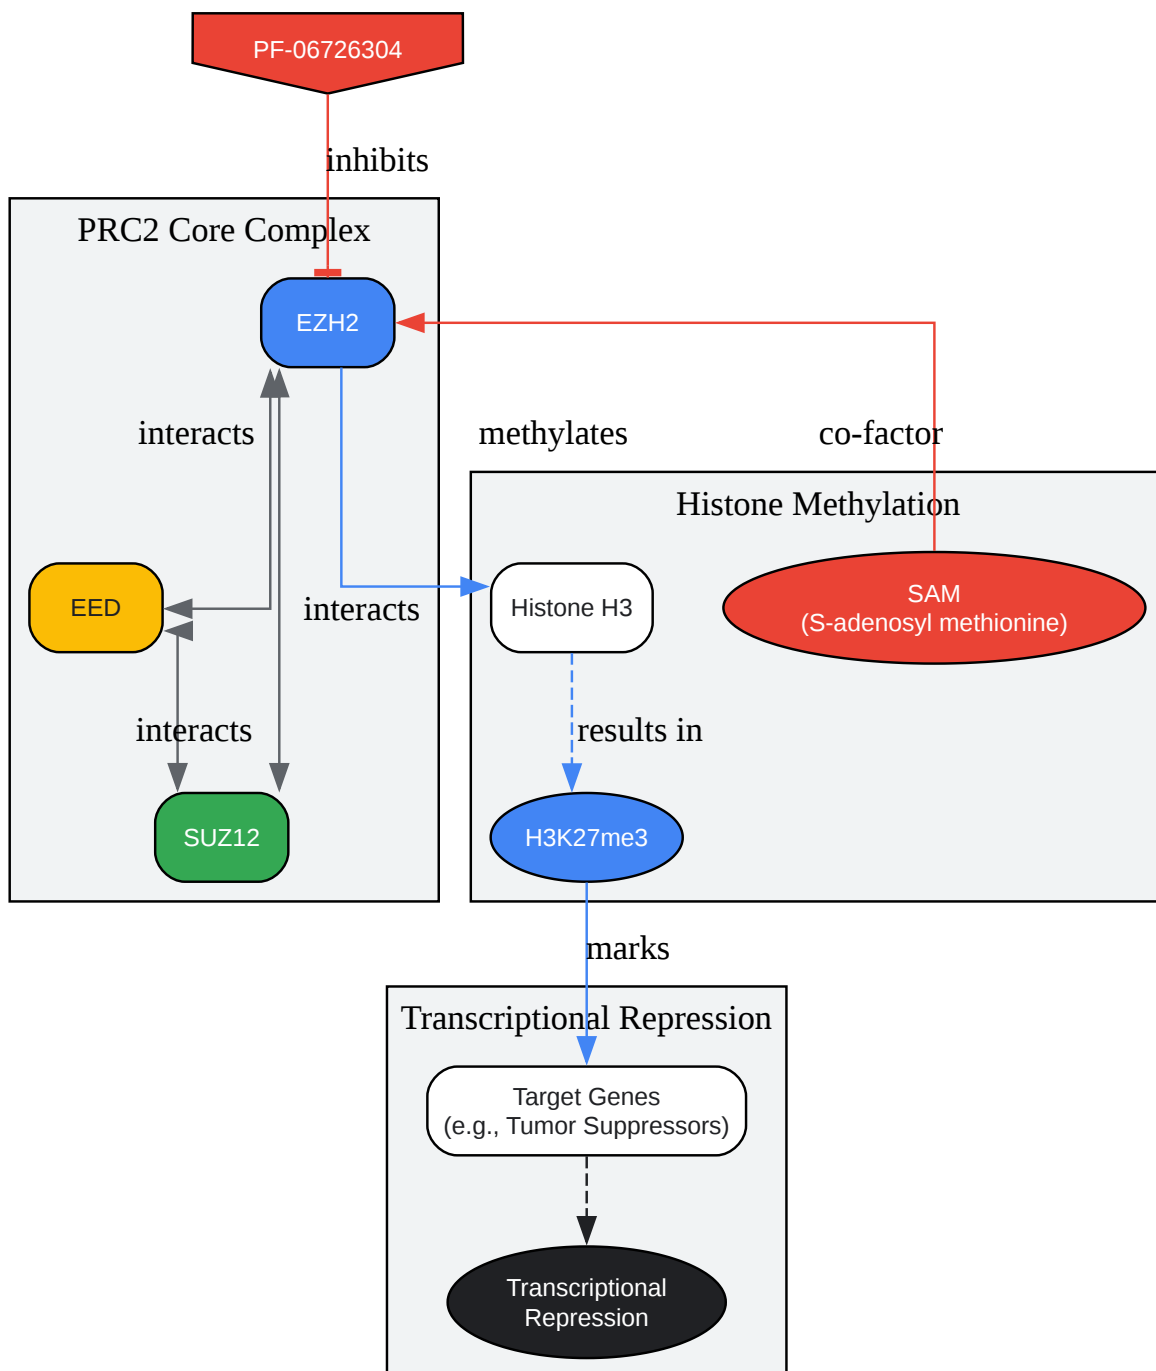 PF-06726304
inhibits
PRC2 Core Complex
EZH2
interacts
methylates
co-factor
Histone Methylation
EED
interacts
Histone H3
SAM
(S-adenosyl methionine)
interacts
results in
SUZ12
H3K27me3
marks
Transcriptional Repression
Target Genes
(e.g., Tumor Suppressors)
Transcriptional
Repression